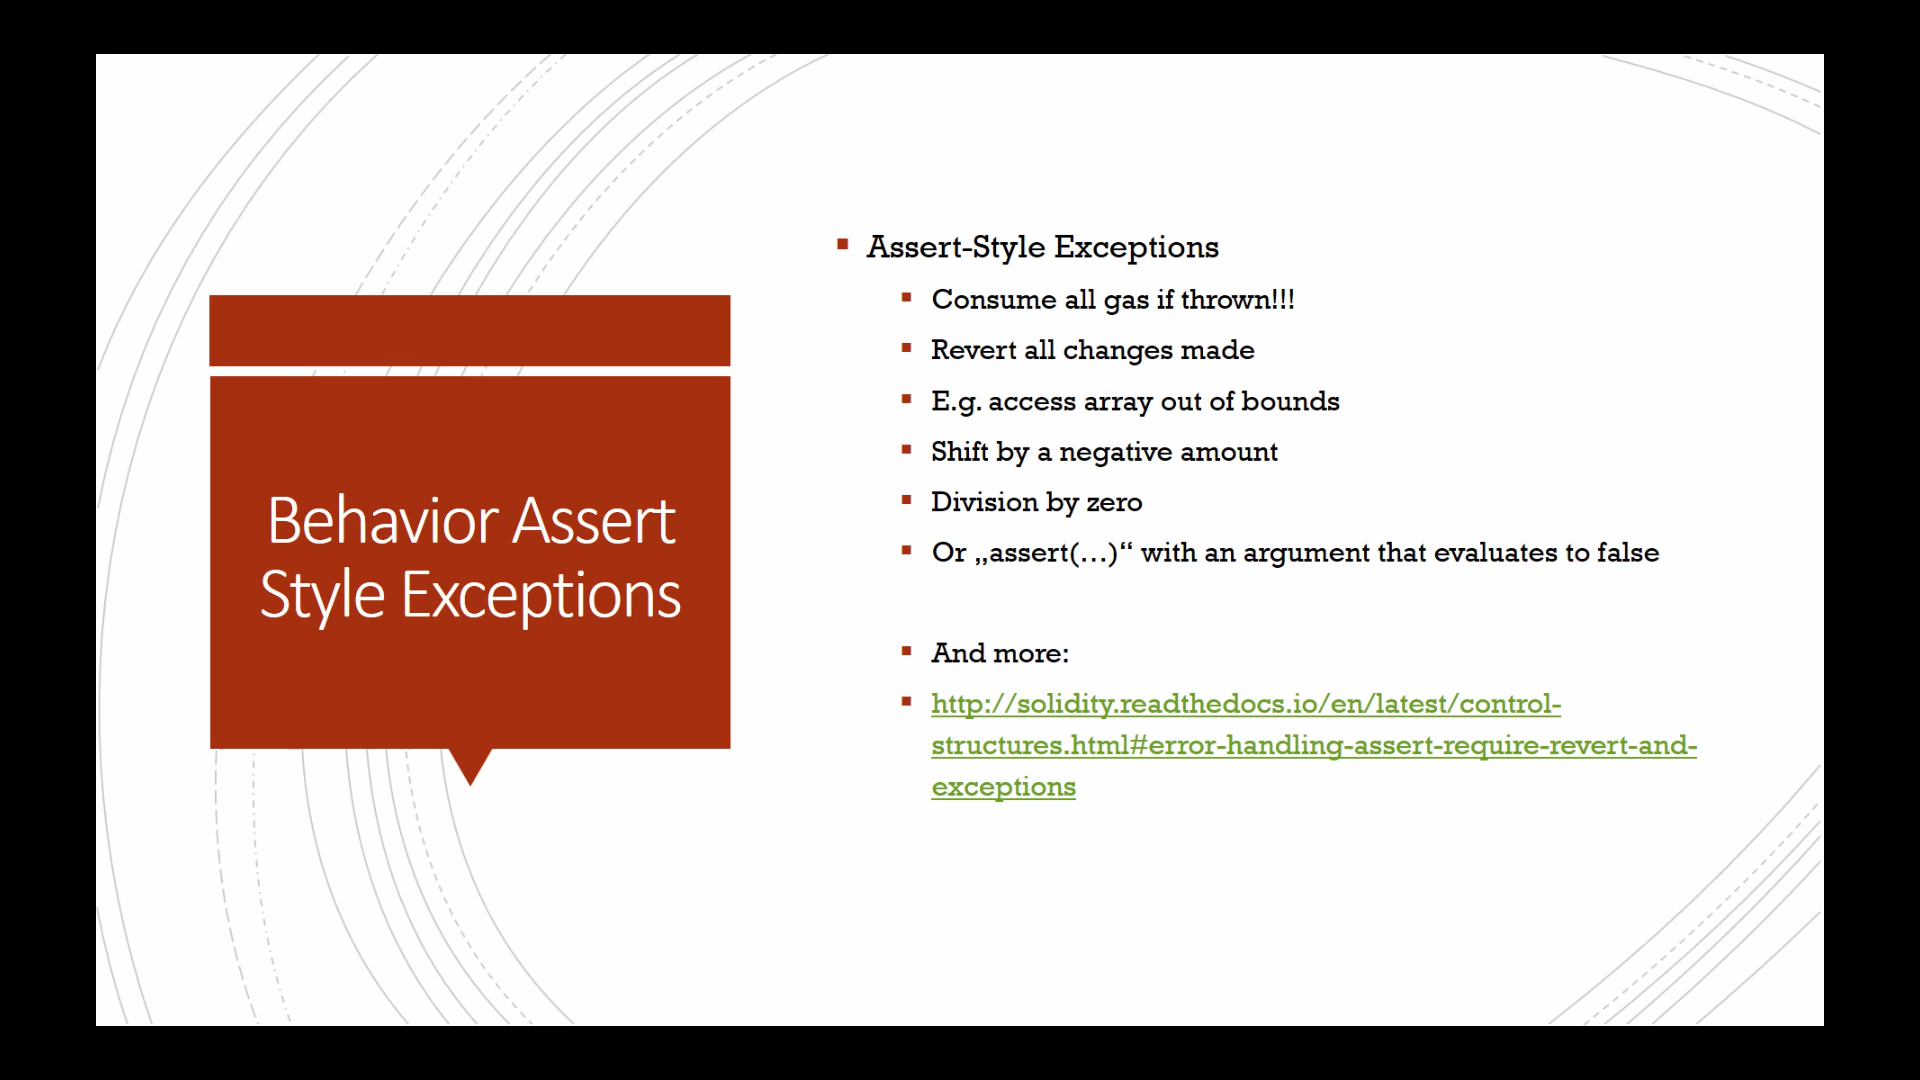 Behavior Assert
Style Exceptions
Assert-Style Exceptions
Consume all gas if thrown!!!
Revert all changes made
E.g. access array out of bounds
Shift by a negative amount
Division by zero
Or „assert(…)“ with an argument that evaluates to false
And more:
http://solidity.readthedocs.io/en/latest/control-
structures.html#error-handling-assert-require-revert-and-
exceptions